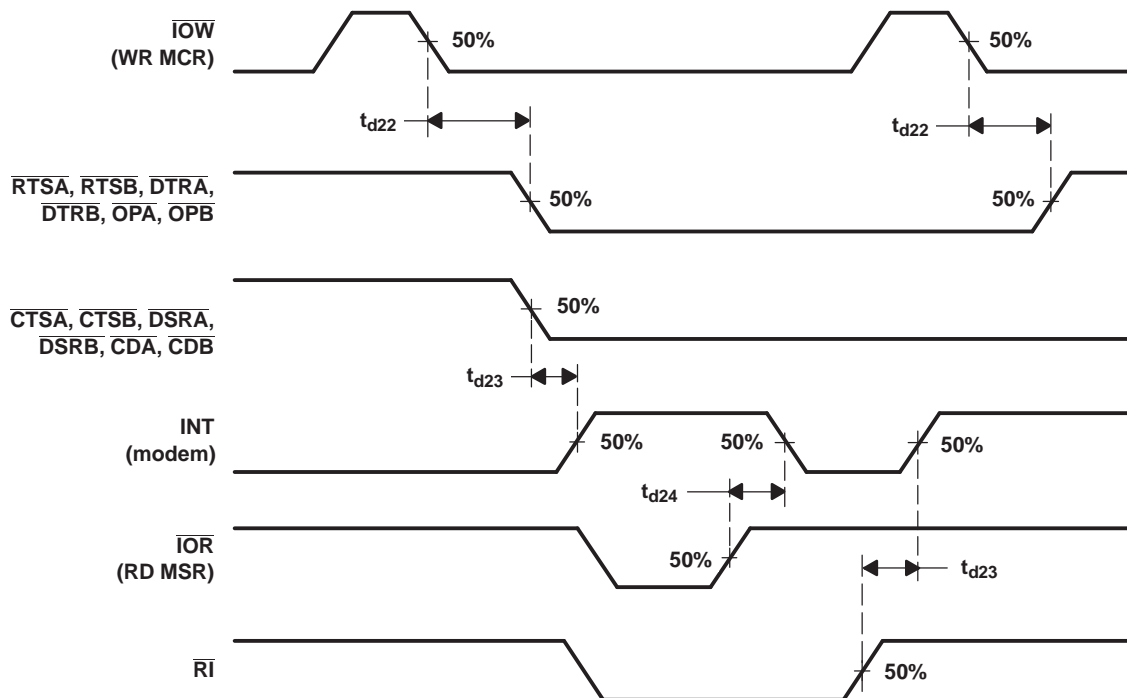 IOW
(WR MCR)
50%
50%
td22
td22
RTSA, RTSB, DTRA,
DTRB, OPA, OPB
50%
50%
CTSA, CTSB, DSRA,
DSRB, CDA, CDB
50%
td23
INT
(modem)
50%
50%
50%
td24
IOR
(RD MSR)
50%
td23
RI
50%